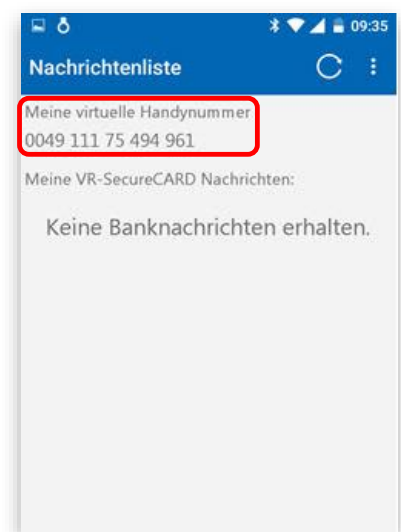 09:35
Nachrichtenliste
Meine virtuelle Handynummer
0049 111 75 494 961
Meine VR-SecureCARD Nachrichten:
Keine Banknachrichten erhalten.